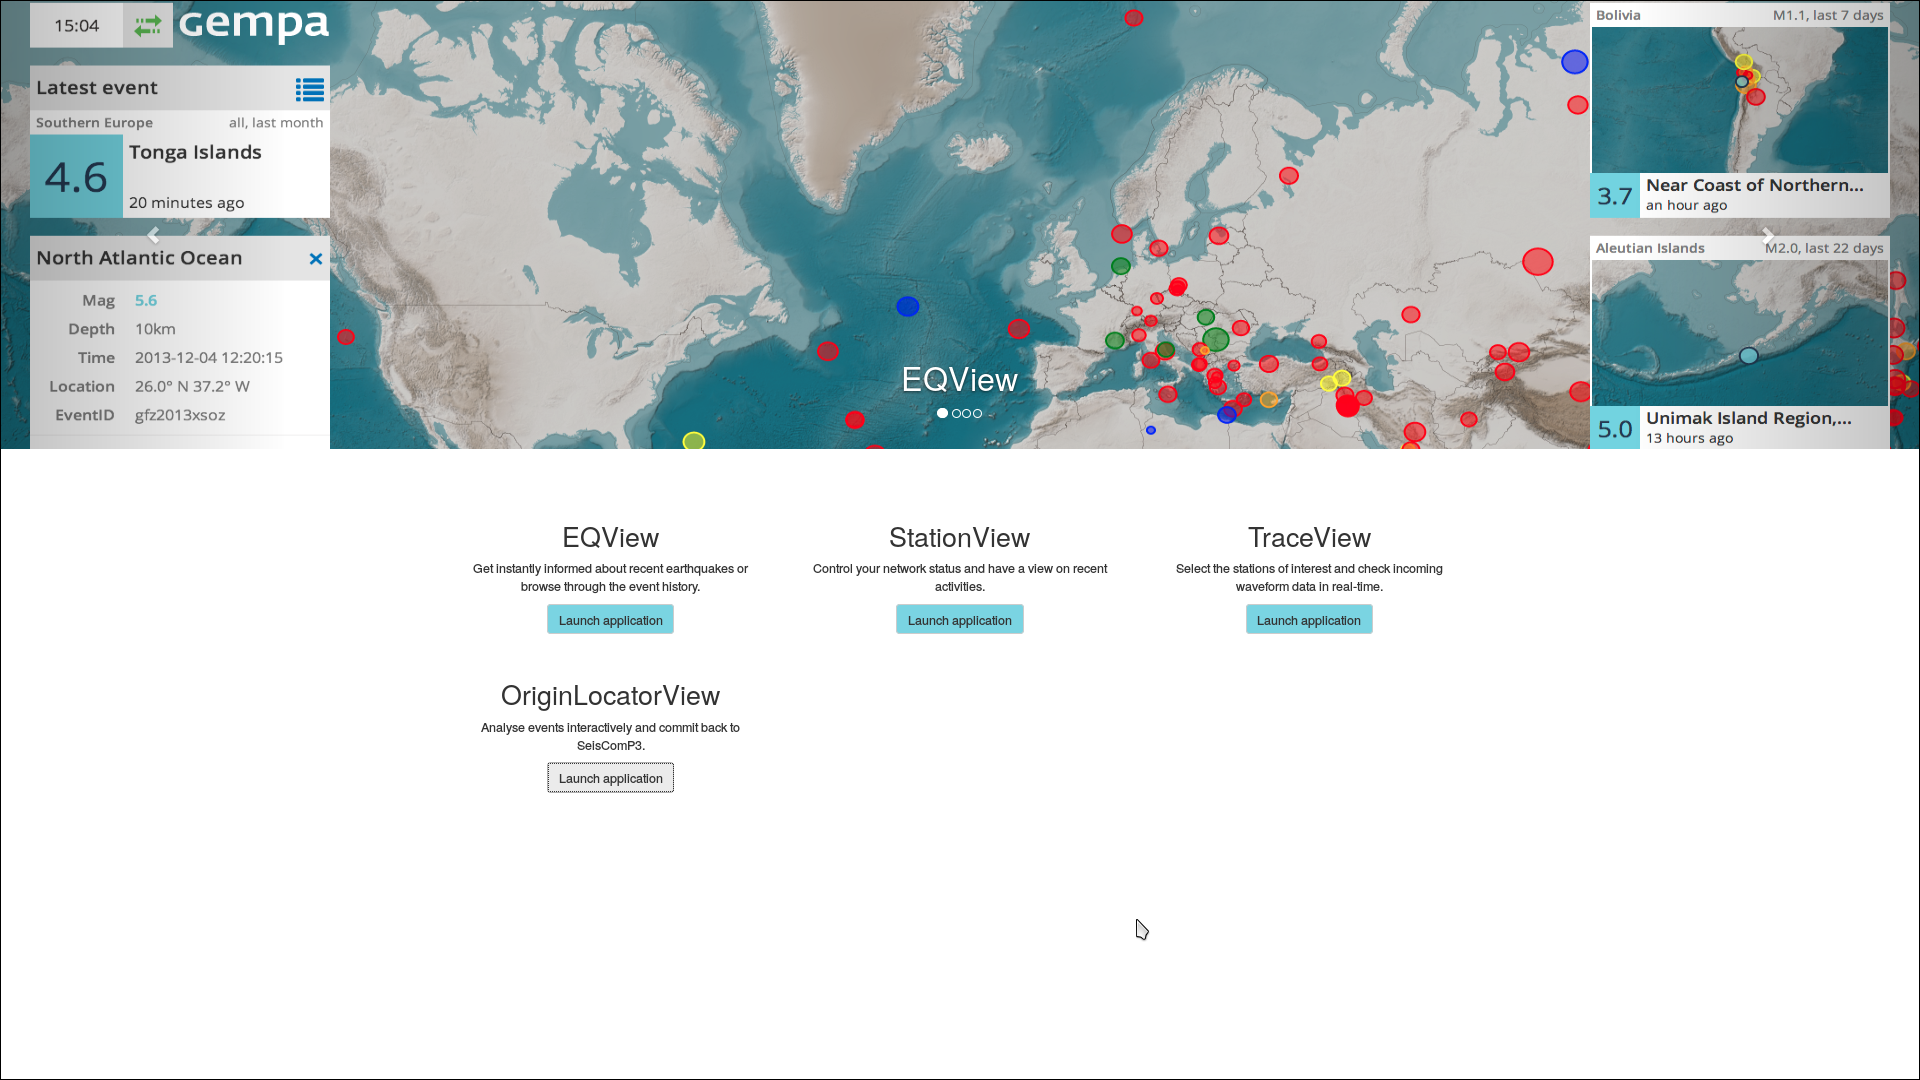 15:04
gempa
Latest event
Southern Europe all, last month
4.6
Tonga Islands
20 minutes ago
North Atlantic Ocean
Mag 5.6
Depth 10km
Time 2013-12-04 12:20:15
Location 26.0° N 37.2° W
EventID gfz2013xsoz
EQView
Bolivia M1.1, last 7 days
3.7
Near Coast of Northern...
an hour ago
Aleutian Islands M2.0, last 22 days
5.0
Unimak Island Region,...
13 hours ago
EQView
Get instantly informed about recent earthquakes or
browse through the event history.
Launch application
StationView
Control your network status and have a view on recent
activities.
Launch application
TraceView
Select the stations of interest and check incoming
waveform data in real-time.
Launch application
OriginLocatorView
Analyse events interactively and commit back to
SeisComP3.
Launch application